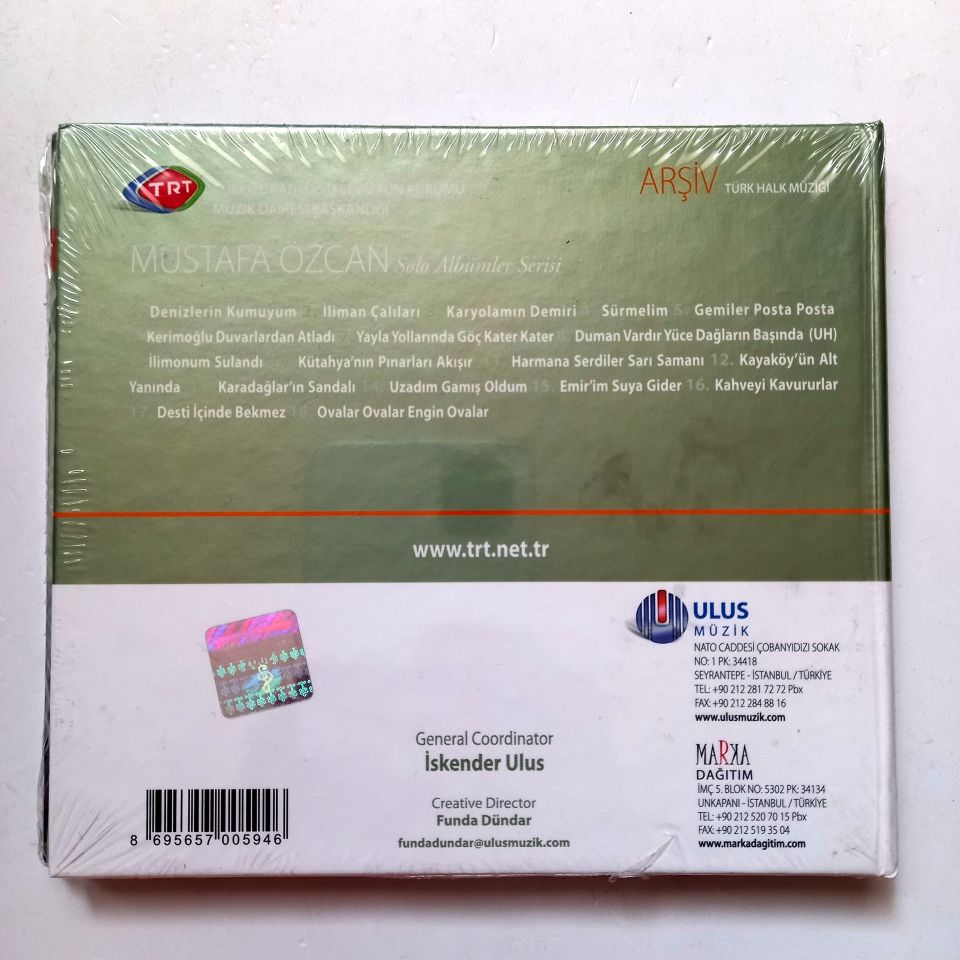 TRT
MÜZİK DAİRESİ BAŞKANLIĞI
ARŞİV TÜRK HALK MÜZİĞİ
MUSTAFA ÖZCAN Solo Albümler Serisi
Denizlerin Kumuyum 2. İliman Çalıları Karyolamın Demiri Sürmelim 5. Gemiler Posta Posta
Kerimoğlu Duvarlardan Atladı 7. Yayla Yollarında Göç Kater Kater 8. Duman Vardır Yüce Dağların Başında (UH)
İlimonum Sulandı Kütahya'nın Pınarları Akışır Harmana Serdiler Sarı Samanı 12. Kayaköy'ün Alt
Yanında Karadağlar'ın Sandalı 14. Uzadım Gamış Oldum 15. Emir'im Suya Gider 16. Kahveyi Kavururlar
17. Desti İçinde Bekmez 18. Ovalar Ovalar Engin Ovalar
www.trt.net.tr
ULUS
MÜZİK
NATO CADDESİ ÇOBANYIDIZI SOKAK
NO: 1 PK: 34418
SEYRANTEPE - İSTANBUL / TÜRKİYE
TEL: +90 212 281 72 72 Pbx
FAX: +90 212 284 88 16
www.ulusmuzik.com
General Coordinator
İskender Ulus
Creative Director
Funda Dündar
fundadundar@ulusmuzik.com
MARKA
DAĞITIM
İMÇ 5. BLOK NO: 5302 PK: 34134
UNKAPANI - İSTANBUL / TÜRKİYE
TEL: +90 212 520 70 15 Pbx
FAX: +90 212 519 35 04
www.markadagitim.com
8 695657 005946